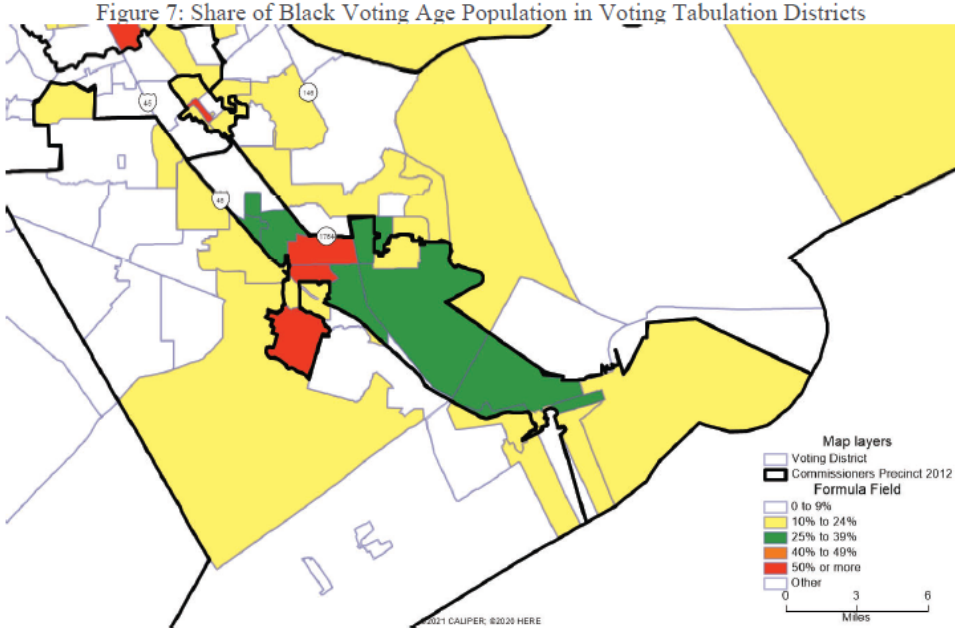 Figure 7: Share of Black Voting Age Population in Voting Tabulation Districts
45
146
45
1764
Map layers
Voting District
Commissioners Precinct 2012
Formula Field
0 to 9%
10% to 24%
25% to 39%
40% to 49%
50% or more
Other
0 3 6
Miles
©2021 CALIPER; ©2020 HERE